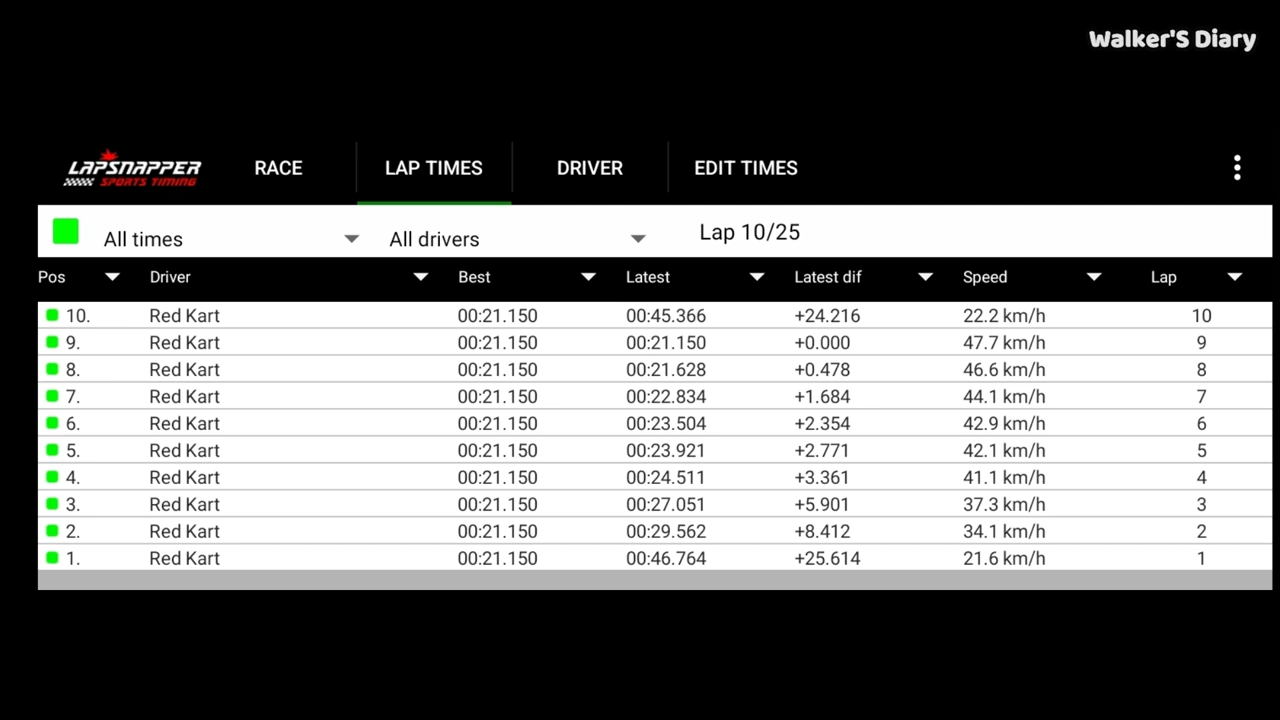 Walker'S Diary
LAPSNAPPER
SPORTS TIMING
RACE LAP TIMES DRIVER EDIT TIMES
All times All drivers Lap 10/25
Pos Driver Best Latest Latest dif Speed Lap
10. Red Kart 00:21.150 00:45.366 +24.216 22.2 km/h 10
9. Red Kart 00:21.150 00:21.150 +0.000 47.7 km/h 9
8. Red Kart 00:21.150 00:21.628 +0.478 46.6 km/h 8
7. Red Kart 00:21.150 00:22.834 +1.684 44.1 km/h 7
6. Red Kart 00:21.150 00:23.504 +2.354 42.9 km/h 6
5. Red Kart 00:21.150 00:23.921 +2.771 42.1 km/h 5
4. Red Kart 00:21.150 00:24.511 +3.361 41.1 km/h 4
3. Red Kart 00:21.150 00:27.051 +5.901 37.3 km/h 3
2. Red Kart 00:21.150 00:29.562 +8.412 34.1 km/h 2
1. Red Kart 00:21.150 00:46.764 +25.614 21.6 km/h 1